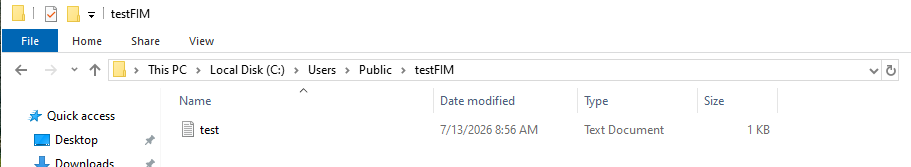 testFIM
File Home Share View
This PC Local Disk (C:) Users Public testFIM
Quick access
Desktop
Downloads
Name Date modified Type Size
test 7/13/2026 8:56 AM Text Document 1 KB